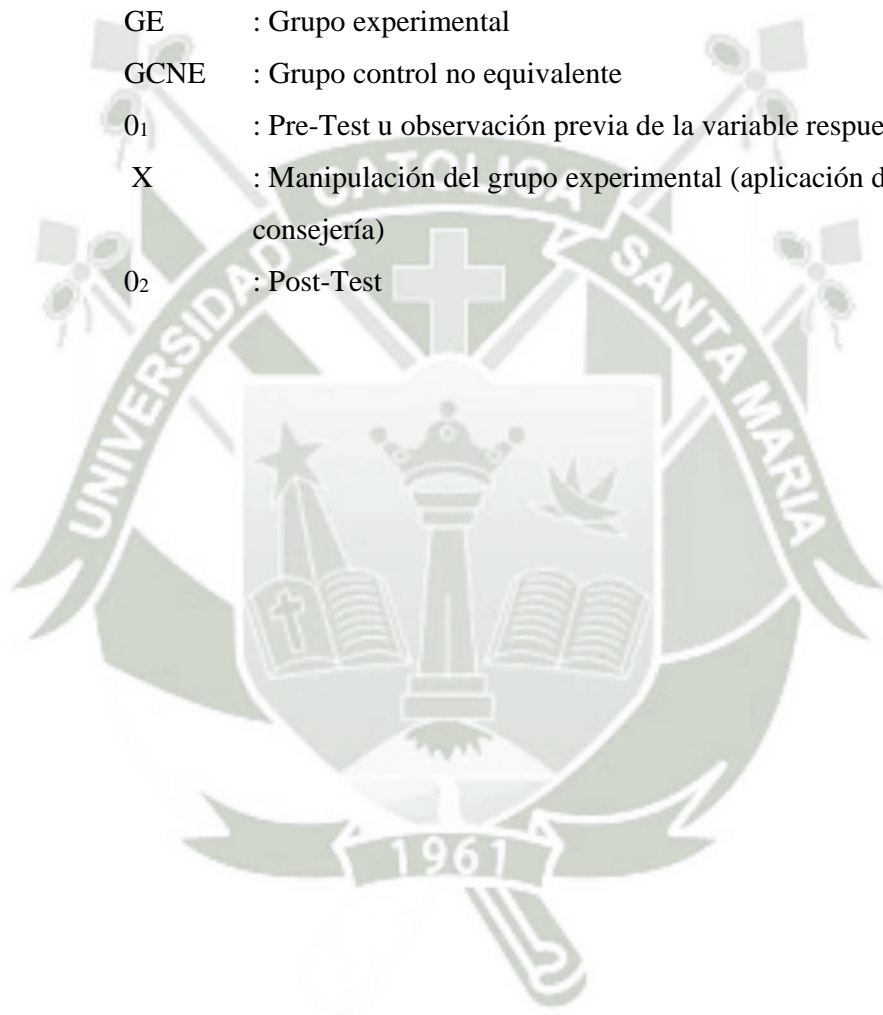 GE : Grupo experimental
GCNE : Grupo control no equivalente
0₁ : Pre-Test u observación previa de la variable
X : Manipulación del grupo experimental (aplicación
consejería)
0₂ : Post-Test
UNIVERSIDAD CATOLICA SANTA MARIA
1961